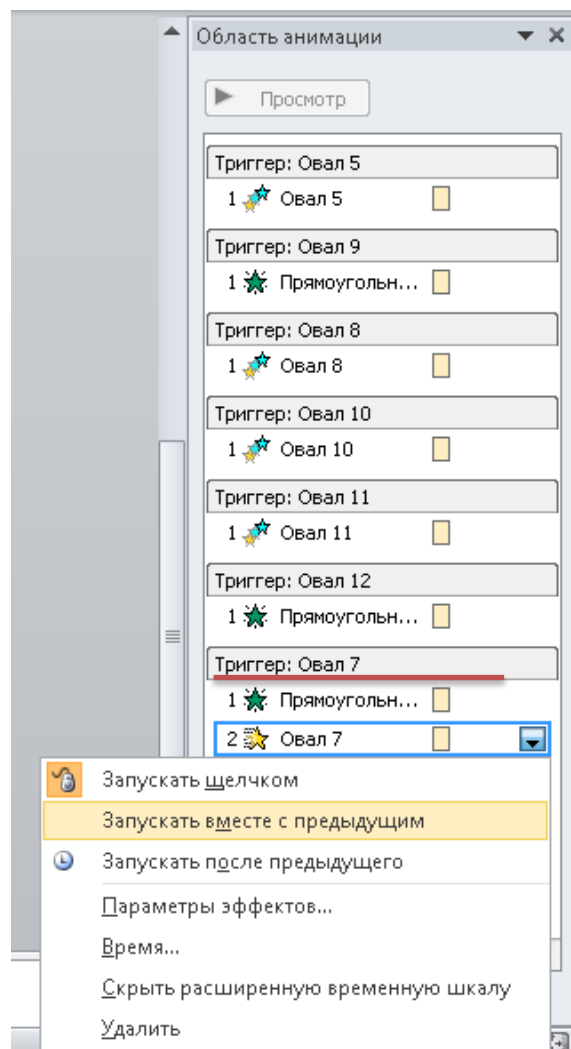 Область анимации
Просмотр
Триггер: Овал 5
1 Овал 5
Триггер: Овал 9
1 Прямоугольн...
Триггер: Овал 8
1 Овал 8
Триггер: Овал 10
1 Овал 10
Триггер: Овал 11
1 Овал 11
Триггер: Овал 12
1 Прямоугольн...
Триггер: Овал 7
1 Прямоугольн...
2 Овал 7
Запускать щелчком
Запускать вместе с предыдущим
Запускать после предыдущего
Параметры эффектов...
Время...
Скрыть расширенную временную шкалу
Удалить